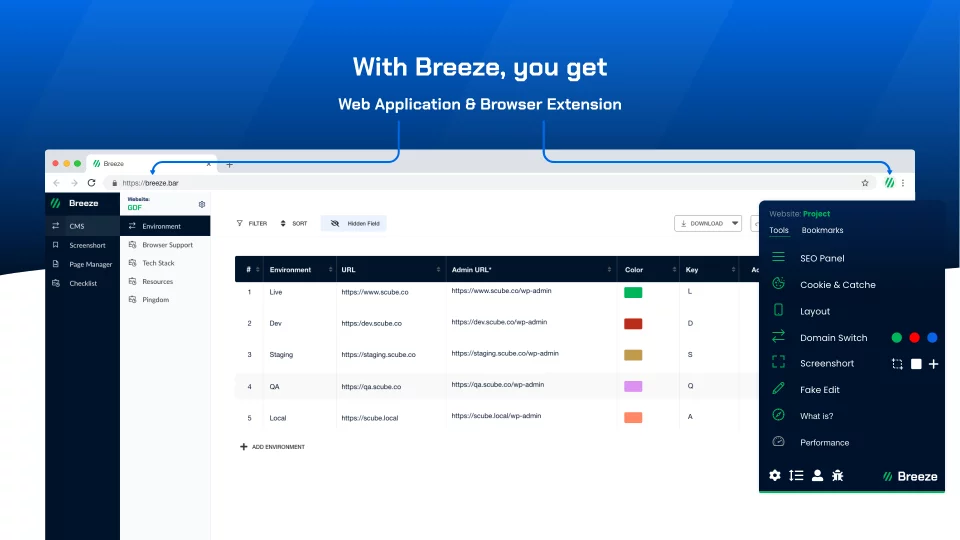 With Breeze, you get
Web Application & Browser Extension
Breeze
https://breeze.bar
Breeze
CMS
Screenshort
Page Manager
Checklist
Website:
GDF
Environment
Browser Support
Tech Stack
Resources
Pingdom
FILTER SORT Hidden Field DOWNLOAD
# Environment URL Admin URL* Color Key
1 Live https://www.scube.co https://www.scube.co/wp-admin L
2 Dev https:/dev.scube.co https://dev.scube.co/wp-admin D
3 Staging https://staging.scube.co https://staging.scube.co/wp-admin S
4 QA https://qa.scube.co https://qa.scube.co/wp-admin Q
5 Local https://scube.local https://scube.local/wp-admin A
ADD ENVIRONMENT
Website: Project
Tools Bookmarks
SEO Panel
Cookie & Catche
Layout
Domain Switch
Screenshort
Fake Edit
What is?
Performance
Breeze